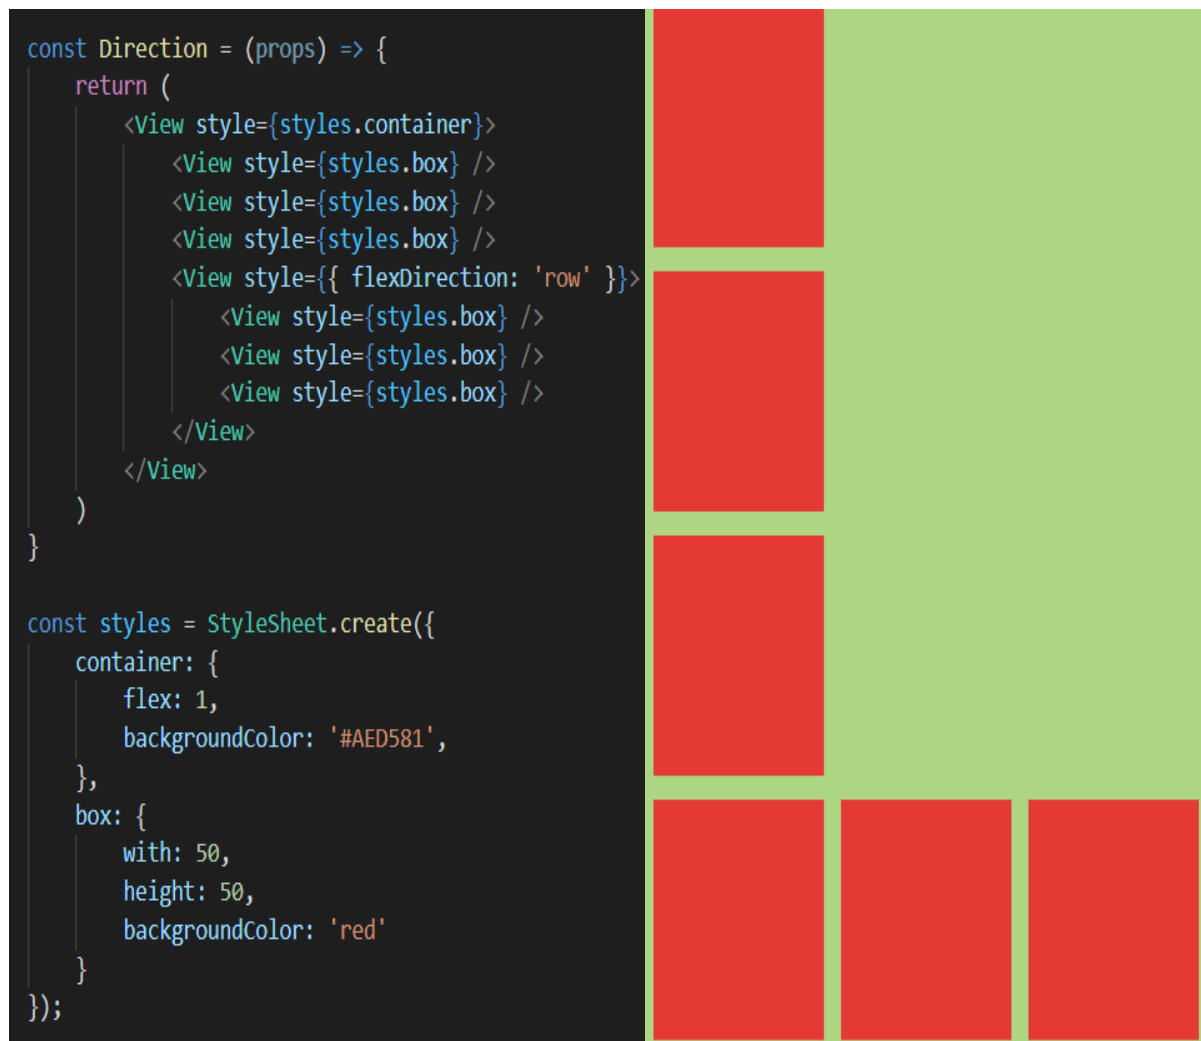 const Direction = (props) => {
return (
<View style={styles.container}>
<View style={styles.box} />
<View style={styles.box} />
<View style={styles.box} />
<View style={{ flexDirection: 'row' }}>
<View style={styles.box} />
<View style={styles.box} />
<View style={styles.box} />
</View>
</View>
)
}
const styles = StyleSheet.create({
container: {
flex: 1,
backgroundColor: '#AED581',
},
box: {
with: 50,
height: 50,
backgroundColor: 'red'
}
});